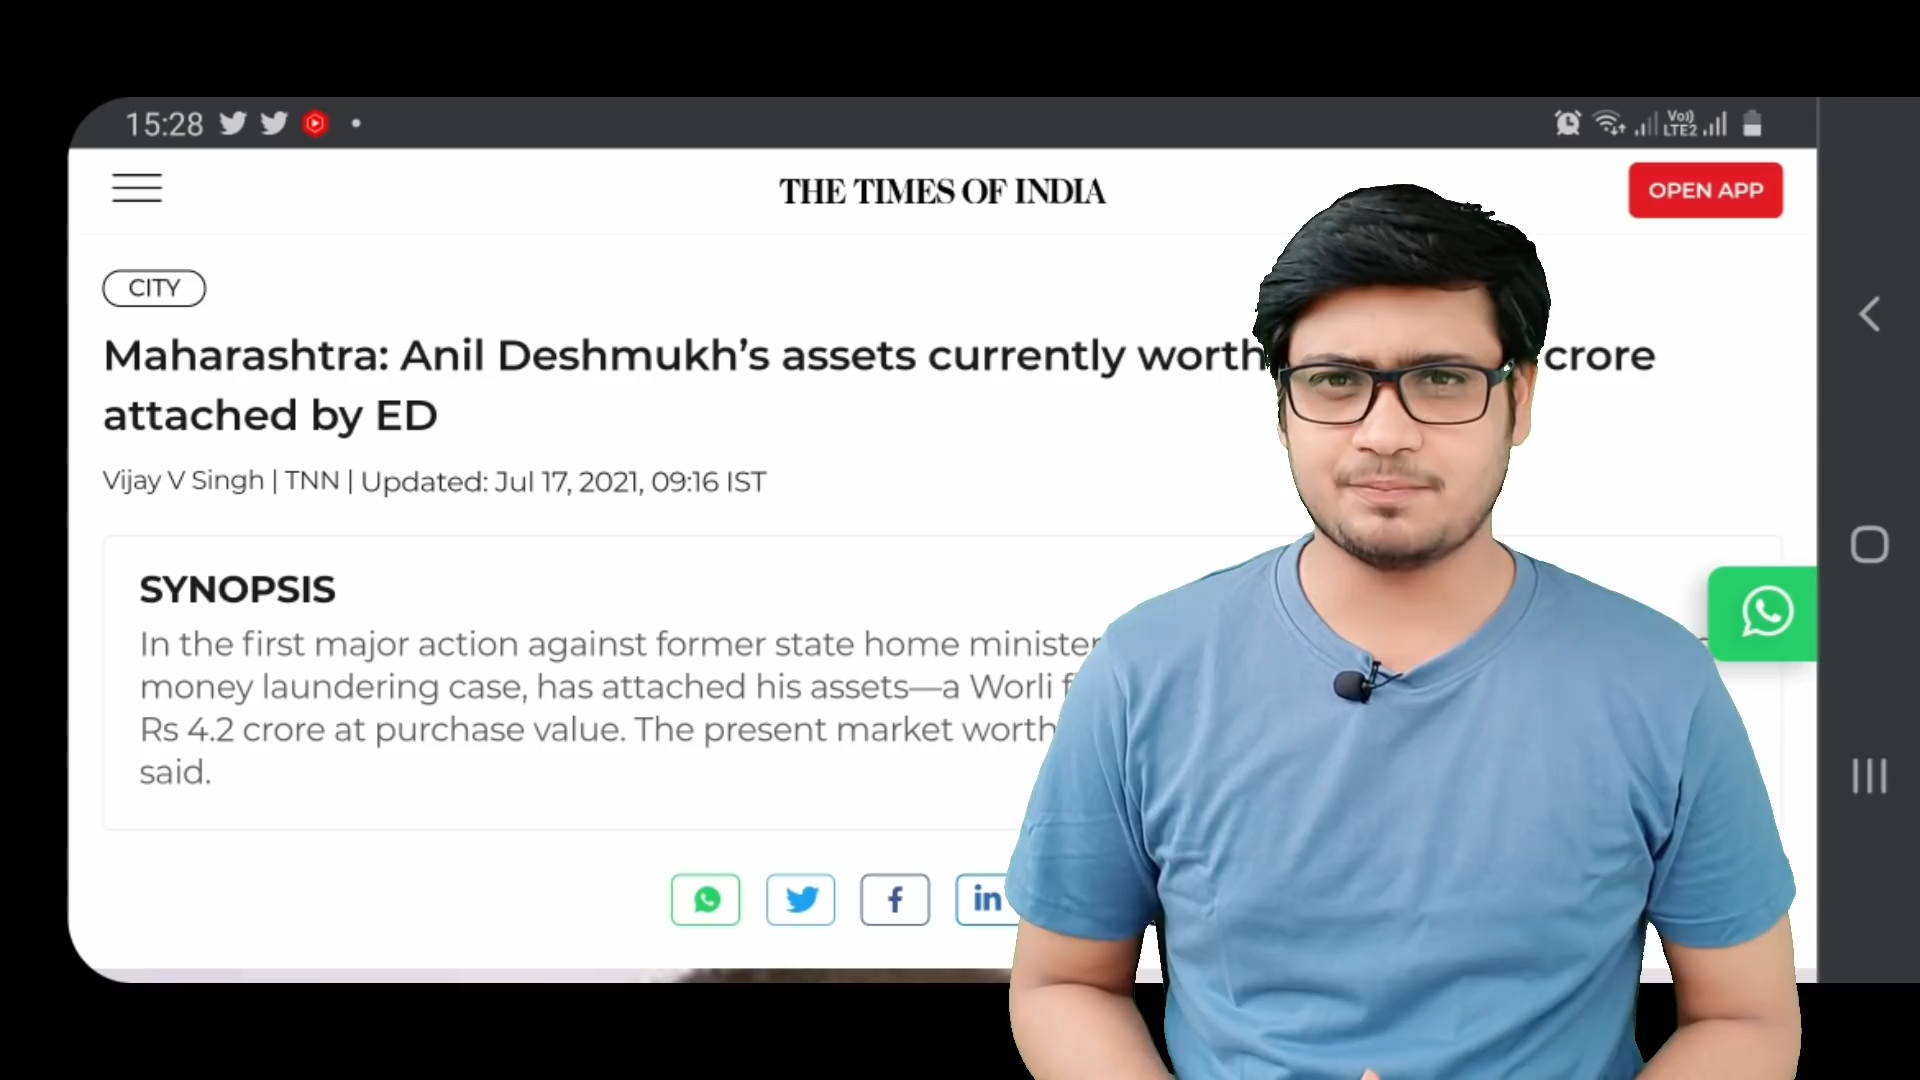 15:28
Vo))
LTE2
THE TIMES OF INDIA
OPEN APP
CITY
Maharashtra: Anil Deshmukh’s assets currently worth crore
attached by ED
Vijay V Singh | TNN | Updated: Jul 17, 2021, 09:16 IST
SYNOPSIS
In the first major action against former state home minister
money laundering case, has attached his assets—a Worli
Rs 4.2 crore at purchase value. The present market worth
said.
in